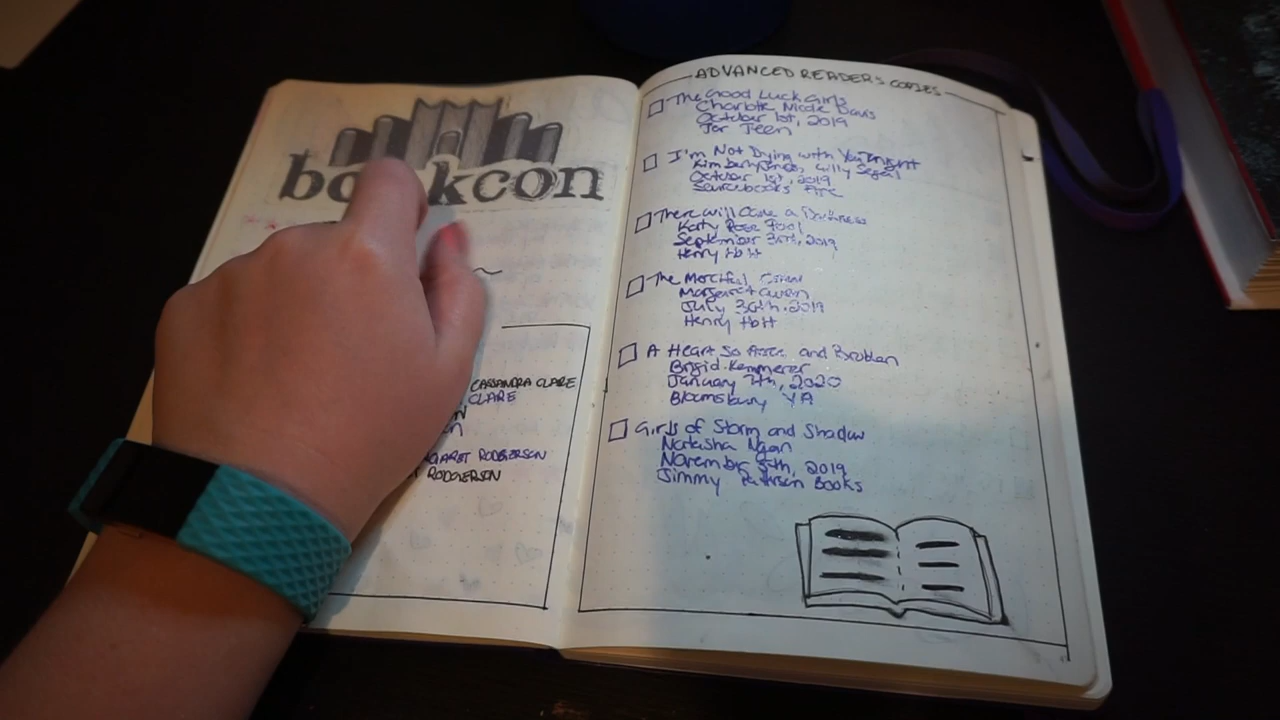 bookcon
CASSANDRA CLARE
CLARE
RODGERSON
RODGERSON
ADVANCED READERS COPIES
The Good Luck Girls
Charlotte Nicole Davis
October 1st, 2019
Tor Teen
I'm Not Dying with You Tonight
Kimberly Jones, Gilly Segal
October 1st, 2019
Sourcebooks Fire
There Will Come a Darkness
Katy Rose Pool
September 3rd, 2019
Henry Holt
The Merciful Crow
Margaret Owen
July 30th, 2019
Henry Holt
A Heart So Fierce and Broken
Brigid Kemmerer
January 7th, 2020
Bloomsbury YA
Girls of Storm and Shadow
Natasha Ngan
November 5th, 2019
Jimmy Patterson Books